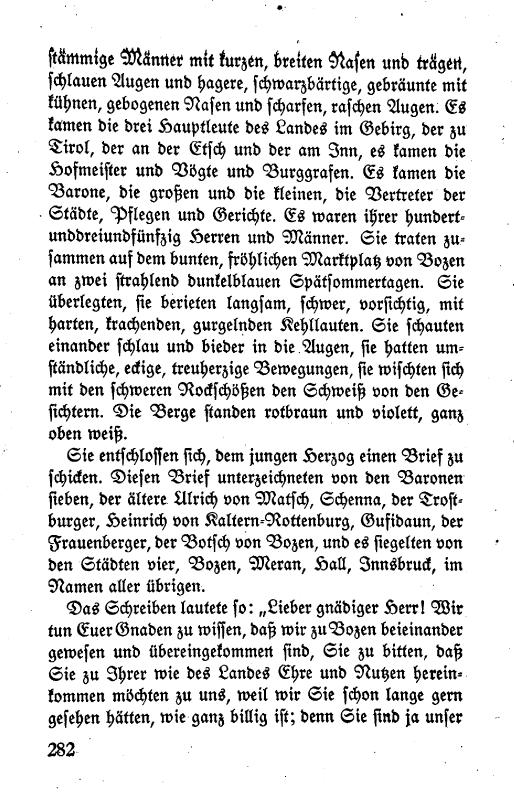 stämmige Männer mit kurzen, breiten Nasen und trägen,
schlauen Augen und hagere, schwarzbärtige, gebräunte mit
kühnen, gebogenen Nasen und scharfen, raschen Augen. Es
kamen die drei Hauptleute des Landes im Gebirg, der zu
Tirol, der an der Etsch und der am Inn, es kamen die
Hofmeister und Vögte und Burggrafen. Es kamen die
Barone, die großen und die kleinen, die Vertreter der
Städte, Pflegen und Gerichte. Es waren ihrer hundert-
unddreiundfünfzig Herren und Männer. Sie traten zu-
sammen auf dem bunten, fröhlichen Marktplatz von Bozen
an zwei strahlend dunkelblauen Spätsommertagen. Sie
überlegten, sie berieten langsam, schwer, vorsichtig, mit
harten, krachenden, gurgelnden Kehllauten. Sie schauten
einander schlau und bieder in die Augen, sie hatten um-
ständliche, eckige, treuherzige Bewegungen, sie wischten sich
mit den schweren Rockschößen den Schweiß von den Ge-
sichtern. Die Berge standen rotbraun und violett, ganz
oben weiß.
Sie entschlossen sich, dem jungen Herzog einen Brief zu
schicken. Diesen Brief unterzeichneten von den Baronen
sieben, der ältere Ulrich von Matsch, Schenna, der Trost-
burger, Heinrich von Kaltern-Rottenburg, Gufidaun, der
Frauenberger, der Botsch von Bozen, und es siegelten von
den Städten vier, Bozen, Meran, Hall, Innsbruck, im
Namen aller übrigen.
Das Schreiben lautete so: „Lieber gnädiger Herr! Wir
tun Euer Gnaden zu wissen, daß wir zu Bozen beieinander
gewesen und übereingekommen sind, Sie zu bitten, daß
Sie zu Ihrer wie des Landes Ehre und Nutzen herein-
kommen möchten zu uns, weil wir Sie schon lange gern
gesehen hätten, wie ganz billig ist; denn Sie sind ja unser
282